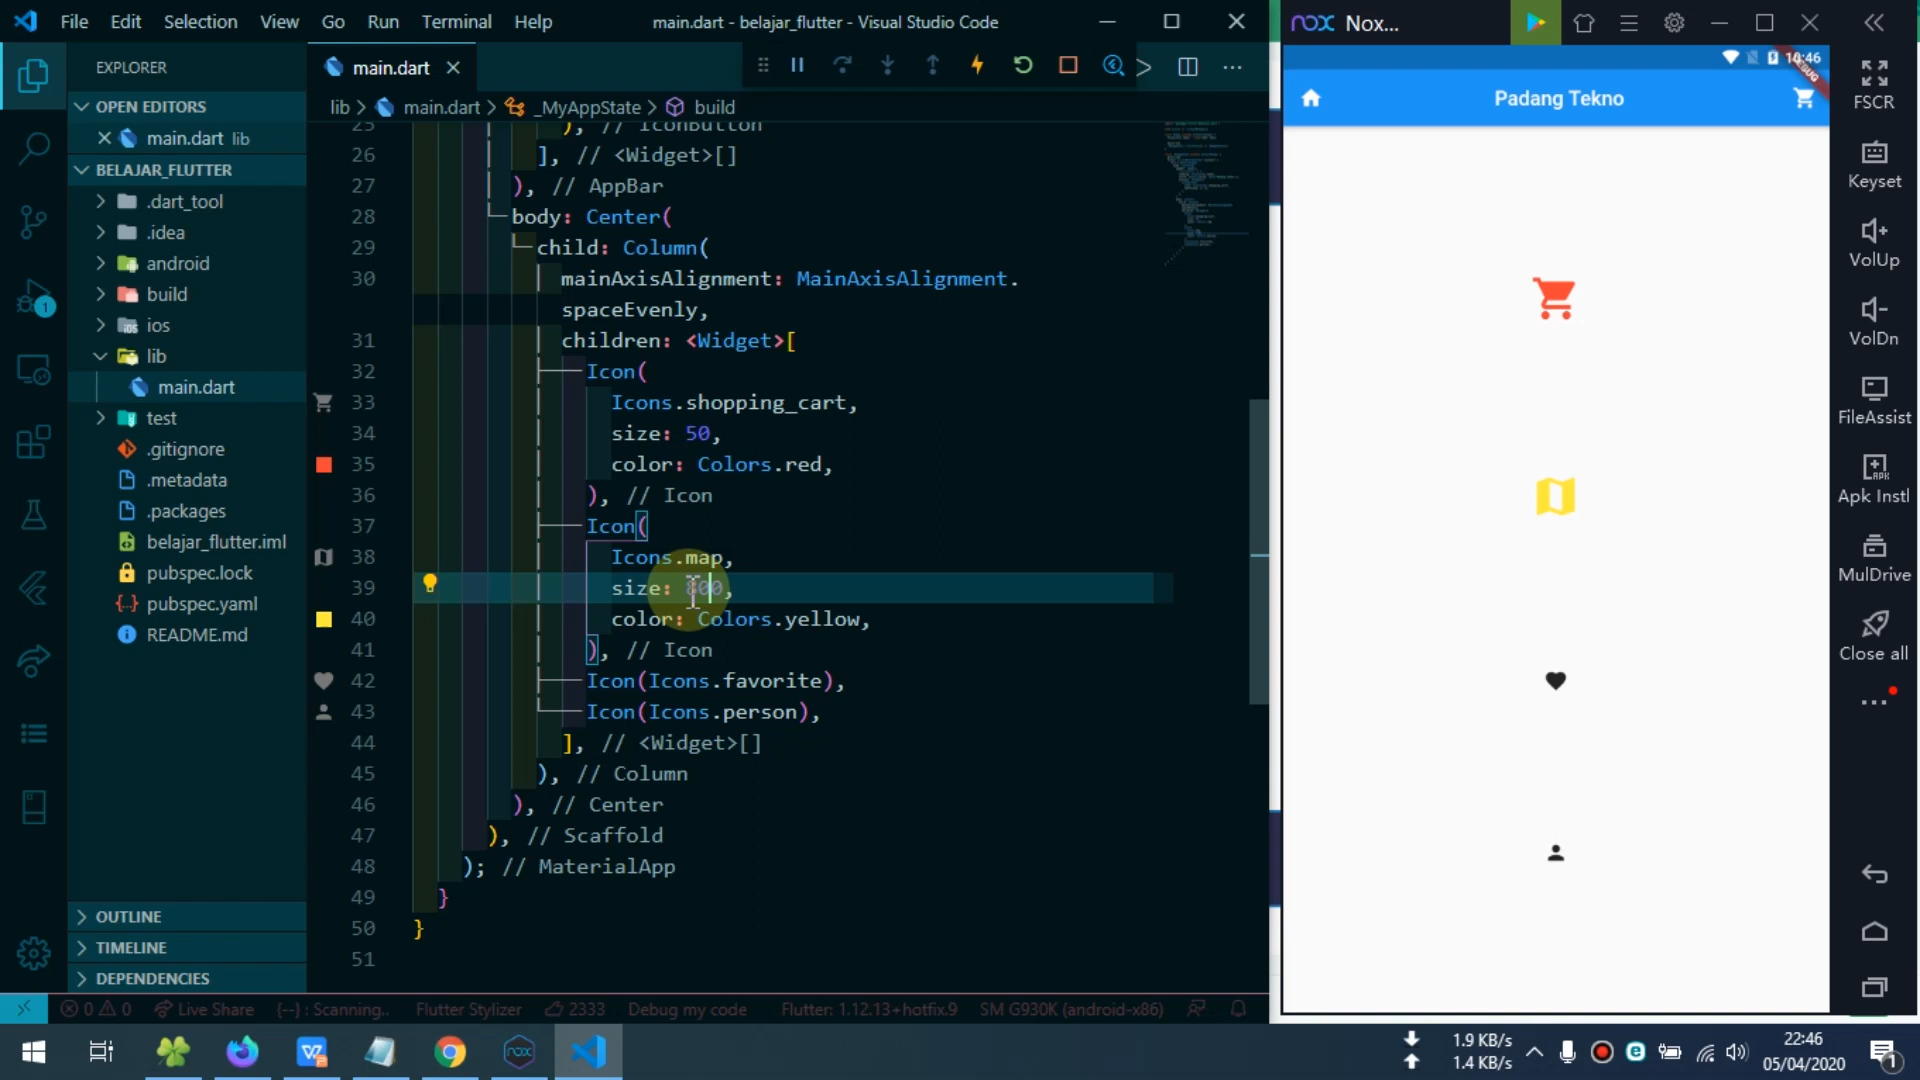 File Edit Selection View Go Run Terminal Help
main.dart - belajar_flutter - Visual Studio Code
EXPLORER
OPEN EDITORS
main.dart lib
BELAJAR_FLUTTER
.dart_tool
.idea
android
build
ios
lib
main.dart
test
.gitignore
.metadata
.packages
belajar_flutter.iml
pubspec.lock
pubspec.yaml
README.md
OUTLINE
TIMELINE
DEPENDENCIES
1
main.dart
lib > main.dart > _MyAppState > build
25 ), // IconButton
26 ], // <Widget>[]
27 ), // AppBar
28 body: Center(
29 child: Column(
30 mainAxisAlignment: MainAxisAlignment.
spaceEvenly,
31 children: <Widget>[
32 Icon(
33 Icons.shopping_cart,
34 size: 50,
35 color: Colors.red,
36 ), // Icon
37 Icon(
38 Icons.map,
39 size: 800,
40 color: Colors.yellow,
41 ), // Icon
42 Icon(Icons.favorite),
43 Icon(Icons.person),
44 ], // <Widget>[]
45 ), // Column
46 ), // Center
47 ), // Scaffold
48 ); // MaterialApp
49 }
50 }
51
0 0 Live Share {--} : Scanning.. Flutter Stylizer 2333 Debug my code Flutter: 1.12.13+hotfix.9 SM G930K (android-x86)
nox Nox...
10:46
DEBUG
Padang Tekno
FSCR
Keyset
VolUp
VolDn
FileAssist
Apk Instl
MulDrive
Close all
nox
1.9 KB/s
1.4 KB/s
22:46
05/04/2020
1